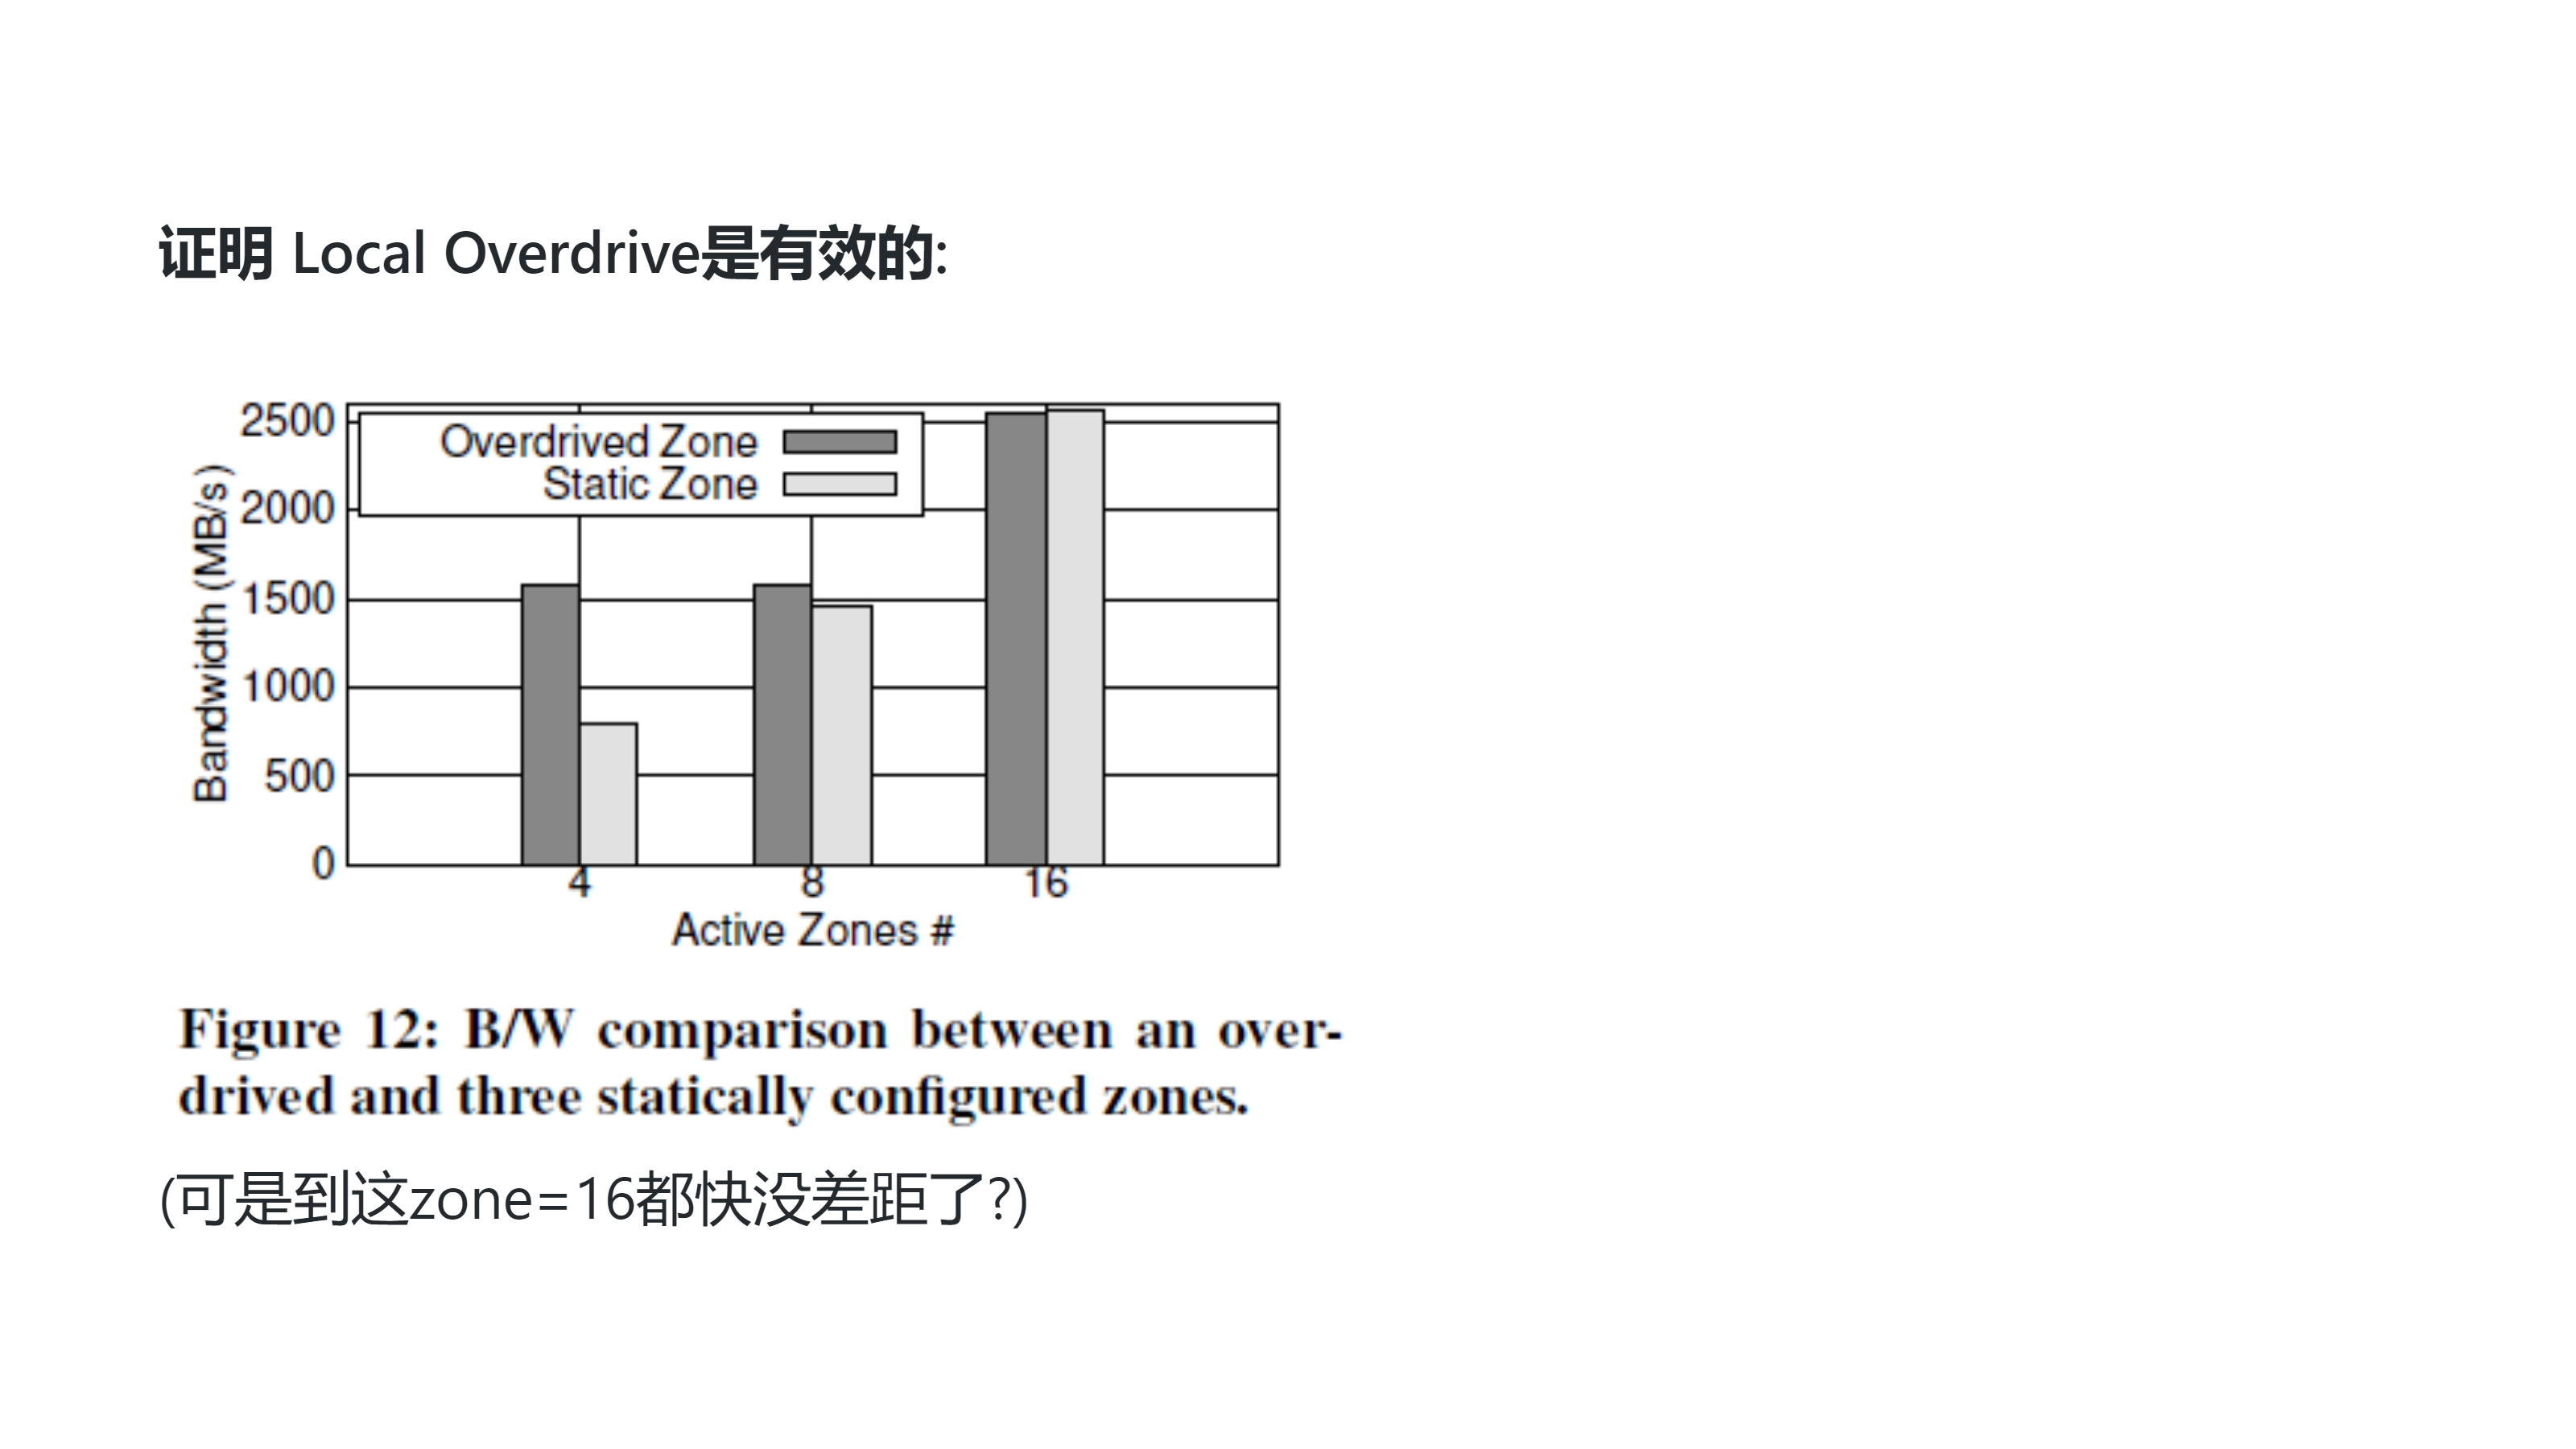 证明 Local Overdrive是有效的:
2500
2000
1500
1000
500
0
Bandwidth (MB/s)
Overdrived Zone
Static Zone
4 8 16
Active Zones #
Figure 12: B/W comparison between an over-
drived and three statically configured zones.
(可是到这zone=16都快没差距了?)